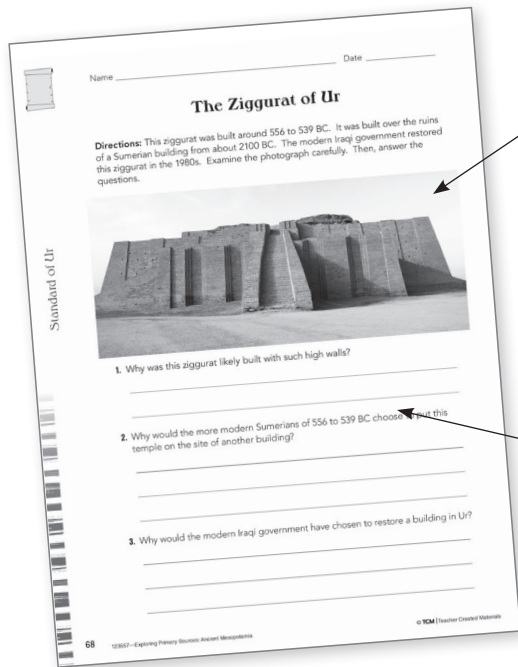 Name
Date
The Ziggurat of Ur
Directions: This ziggurat was built around 556 to 539 BC. It was built over the ruins
of a Sumerian building from about 2100 BC. The modern Iraqi government restored
this ziggurat in the 1980s. Examine the photograph carefully. Then, answer the
questions.
Standard of Ur
1. Why was this ziggurat likely built with such high walls?
2. Why would the more modern Sumerians of 556 to 539 BC choose put this
temple on the site of another building?
3. Why would the modern Iraqi government have chosen to restore a building in Ur?
68
123657—Exploring Primary Sources: Ancient Mesopotamia
© TCM | Teacher Created Materials